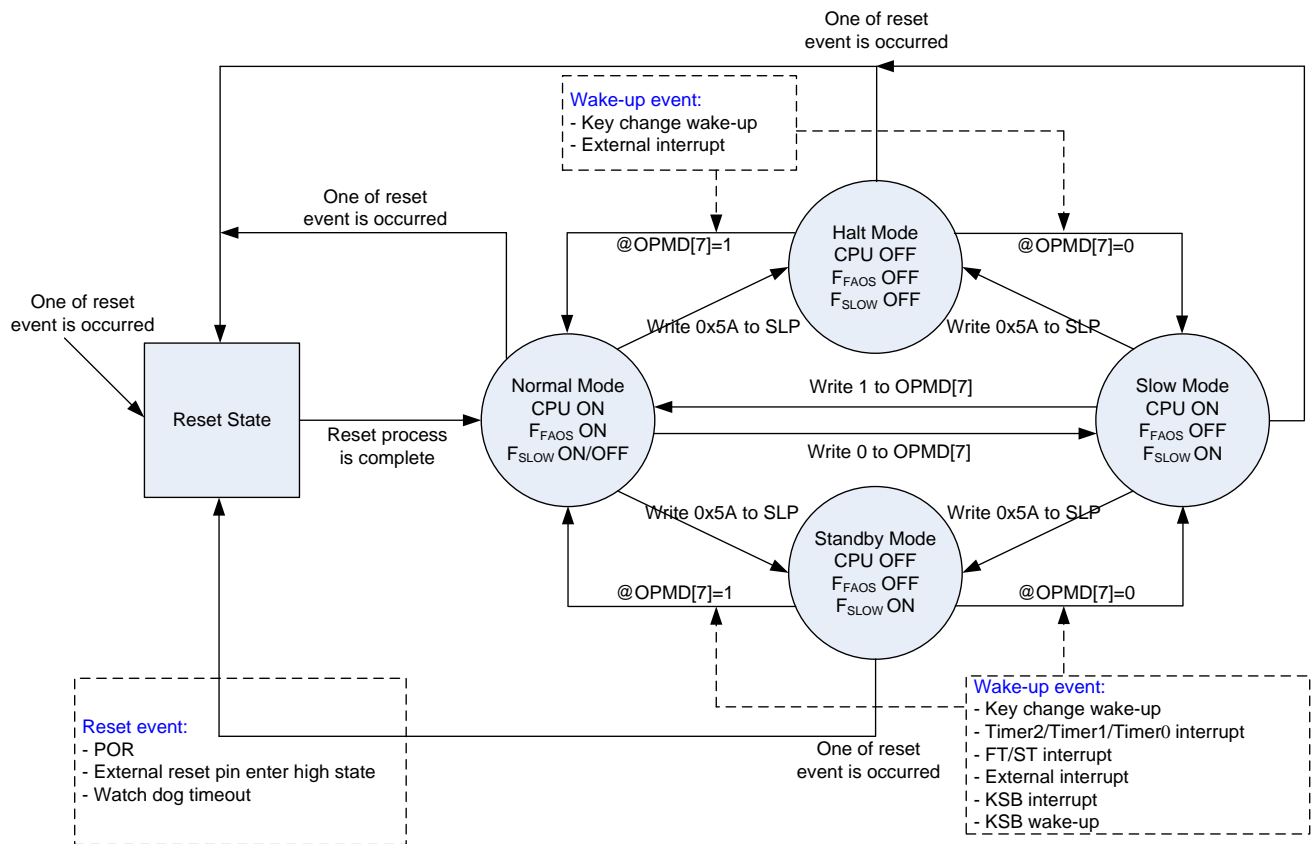 One of reset
event is occurred
Wake-up event:
- Key change wake-up
- External interrupt
One of reset
event is occurred
Halt Mode
CPU OFF
FFAOS OFF
FSLOW OFF
@OPMD[7]=1
@OPMD[7]=0
One of reset
event is occurred
Write 0x5A to SLP
Write 0x5A to SLP
Reset State
Reset process
is complete
Normal Mode
CPU ON
FFAOS ON
FSLOW ON/OFF
Write 1 to OPMD[7]
Write 0 to OPMD[7]
Slow Mode
CPU ON
FFAOS OFF
FSLOW ON
Write 0x5A to SLP
Write 0x5A to SLP
Standby Mode
CPU OFF
FFAOS OFF
FSLOW ON
@OPMD[7]=1
@OPMD[7]=0
Reset event:
- POR
- External reset pin enter high state
- Watch dog timeout
One of reset
event is occurred
Wake-up event:
- Key change wake-up
- Timer2/Timer1/Timer0 interrupt
- FT/ST interrupt
- External interrupt
- KSB interrupt
- KSB wake-up